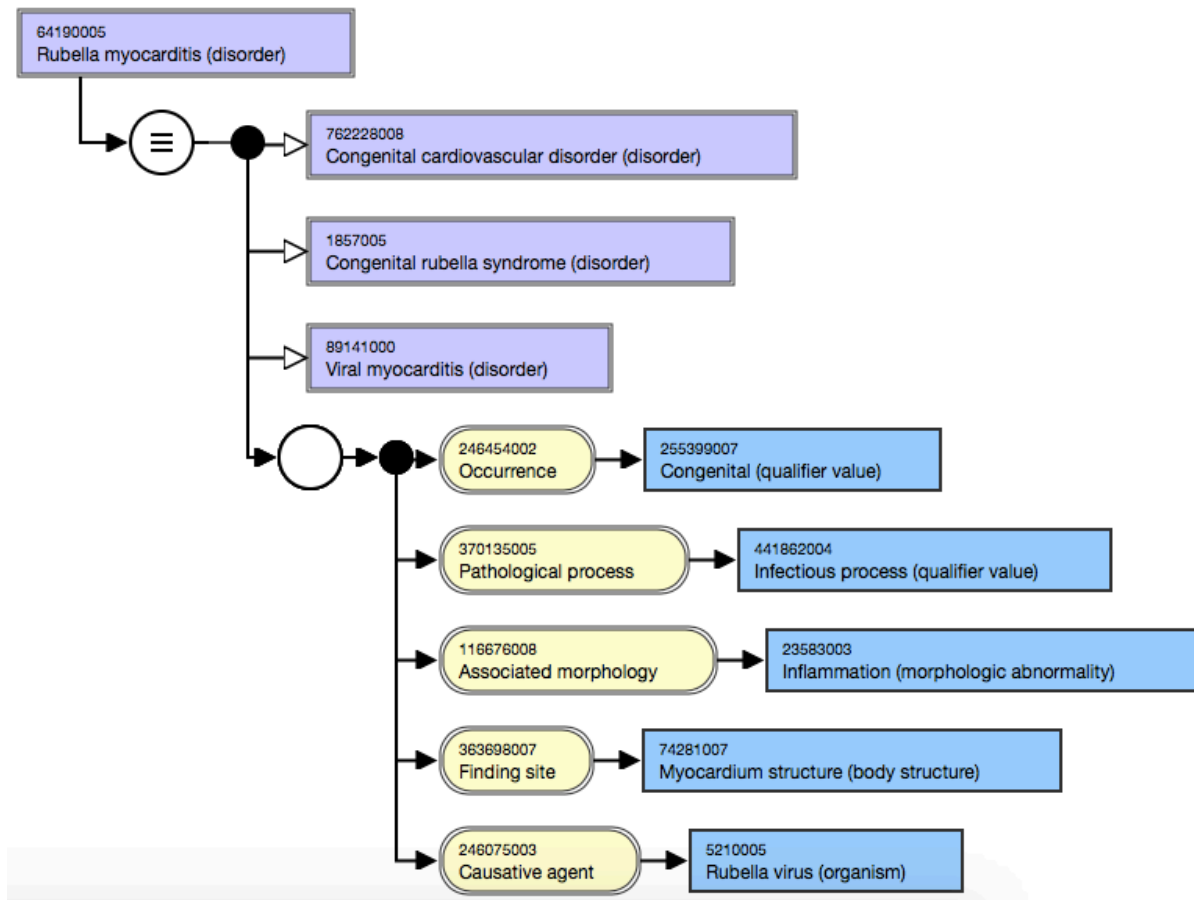 64190005
Rubella myocarditis (disorder)
762228008
Congenital cardiovascular disorder (disorder)
1857005
Congenital rubella syndrome (disorder)
89141000
Viral myocarditis (disorder)
246454002
Occurrence
255399007
Congenital (qualifier value)
370135005
Pathological process
441862004
Infectious process (qualifier value)
116676008
Associated morphology
23583003
Inflammation (morphologic abnormality)
363698007
Finding site
74281007
Myocardium structure (body structure)
246075003
Causative agent
5210005
Rubella virus (organism)